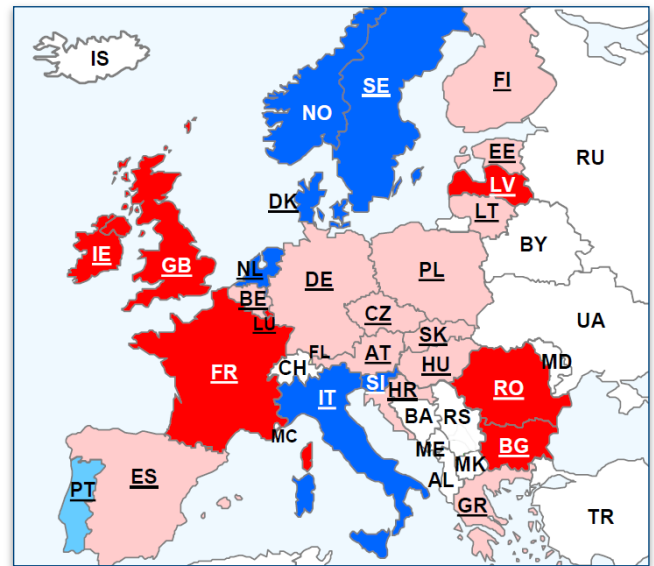 IS
FI
SE
NO
EE
RU
LV
DK
LT
IE
GB
BY
NL
DE
PL
BE
CZ
UA
LU
SK
FL
AT
MD
CH
HU
FR
SI
HR
RO
IT
BA
RS
MC
BG
ME
MK
ES
PT
AL
GR
TR